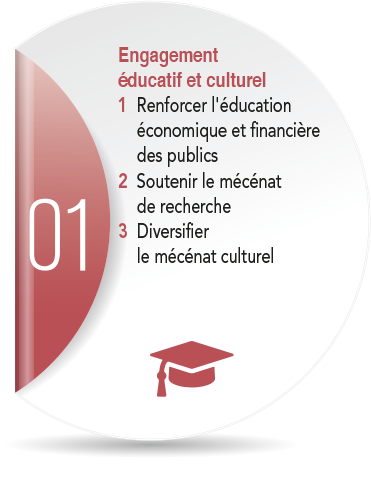 Engagement
éducatif et culturel
1 Renforcer l'éducation
économique et financière
des publics
2 Soutenir le mécénat
de recherche
3 Diversifier
le mécénat culturel
01